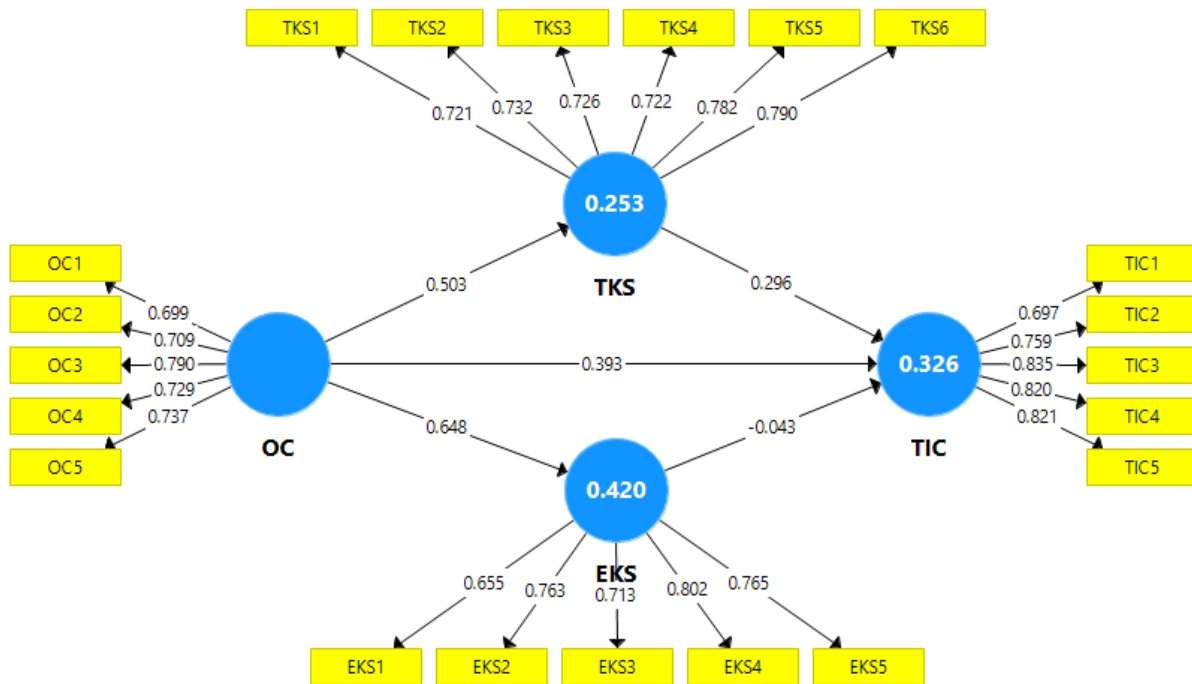 TKS1 TKS2 TKS3 TKS4 TKS5 TKS6
0.721 0.732 0.726 0.722 0.782 0.790
0.253
TKS
OC1
OC2
OC3
OC4
OC5
0.699
0.709
0.790
0.729
0.737
OC
0.503
0.393
0.648
0.296
-0.043
0.326
TIC
0.697
0.759
0.835
0.820
0.821
TIC1
TIC2
TIC3
TIC4
TIC5
0.420
EKS
0.655 0.763 0.713 0.802 0.765
EKS1 EKS2 EKS3 EKS4 EKS5